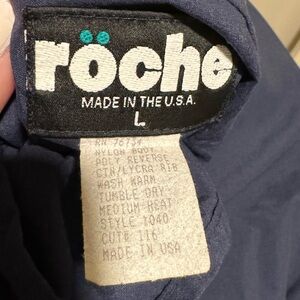 röche
MADE IN THE U.S.A.
L
RN 76734
NYLON BODY
POLY REVERSE
CTN/LYCRA RIB
WASH WARM
TUMBLE DRY
MEDIUM HEAT
STYLE 1040
CUT# 116
MADE IN USA